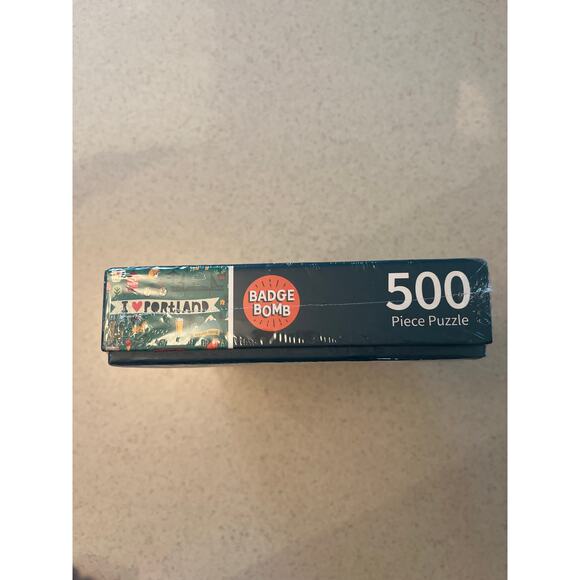 I ❤ PORTLAND
BADGE
BOMB
500
Piece Puzzle